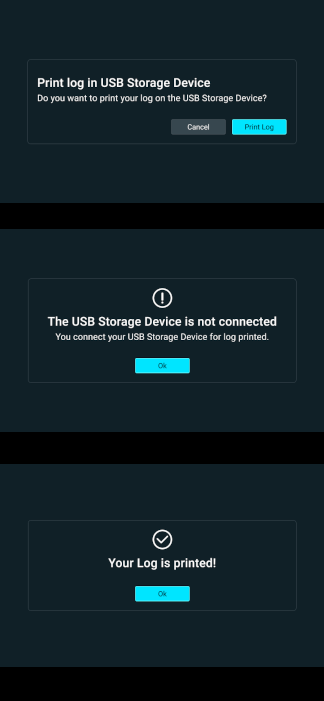 Print log in USB Storage Device
Do you want to print your log on the USB Storage Device?
Cancel
Print Log
The USB Storage Device is not connected
You connect your USB Storage Device for log printed.
Ok
Your Log is printed!
Ok